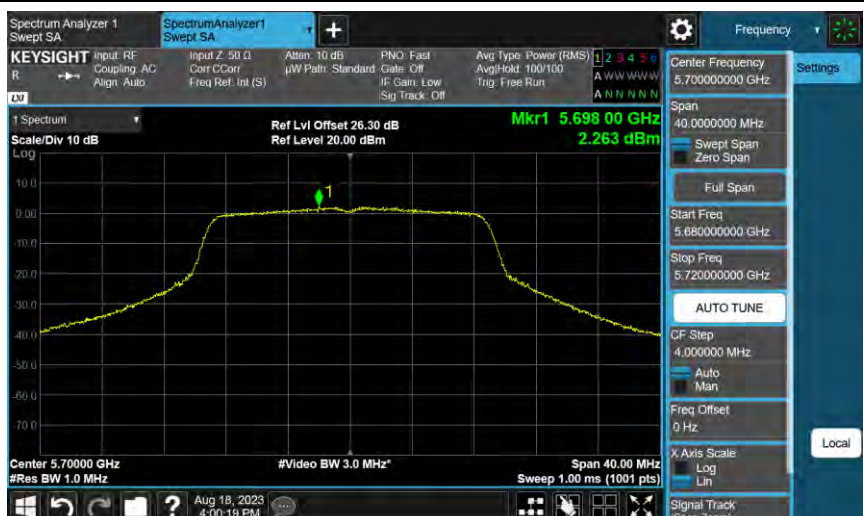 Spectrum Analyzer 1
Swept SA
SpectrumAnalyzer1
Swept SA
Frequency
KEYSIGHT
R
LXI
Input: RF
Coupling: AC
Align: Auto
Input Z: 50 Ω
Corr CCorr
Freq Ref: Int (S)
Atten: 10 dB
µW Path: Standard
PNO: Fast
Gate: Off
IF Gain: Low
Sig Track: Off
Avg Type: Power (RMS)
Avg|Hold: 100/100
Trig: Free Run
1 2 3 4 5 6
A W W W W W
A N N N N N
1 Spectrum
Scale/Div 10 dB
Log
Ref Lvl Offset 26.30 dB
Ref Level 20.00 dBm
Mkr1 5.698 00 GHz
2.263 dBm
1
10.0
0.00
-10.0
-20.0
-30.0
-40.0
-50.0
-60.0
-70.0
Center 5.70000 GHz
#Res BW 1.0 MHz
#Video BW 3.0 MHz*
Span 40.00 MHz
Sweep 1.00 ms (1001 pts)
Aug 18, 2023
4:00:19 PM
Center Frequency
5.700000000 GHz
Span
40.0000000 MHz
Swept Span
Zero Span
Full Span
Start Freq
5.680000000 GHz
Stop Freq
5.720000000 GHz
AUTO TUNE
CF Step
4.000000 MHz
Auto
Man
Freq Offset
0 Hz
X Axis Scale
Log
Lin
Signal Track
Settings
Local